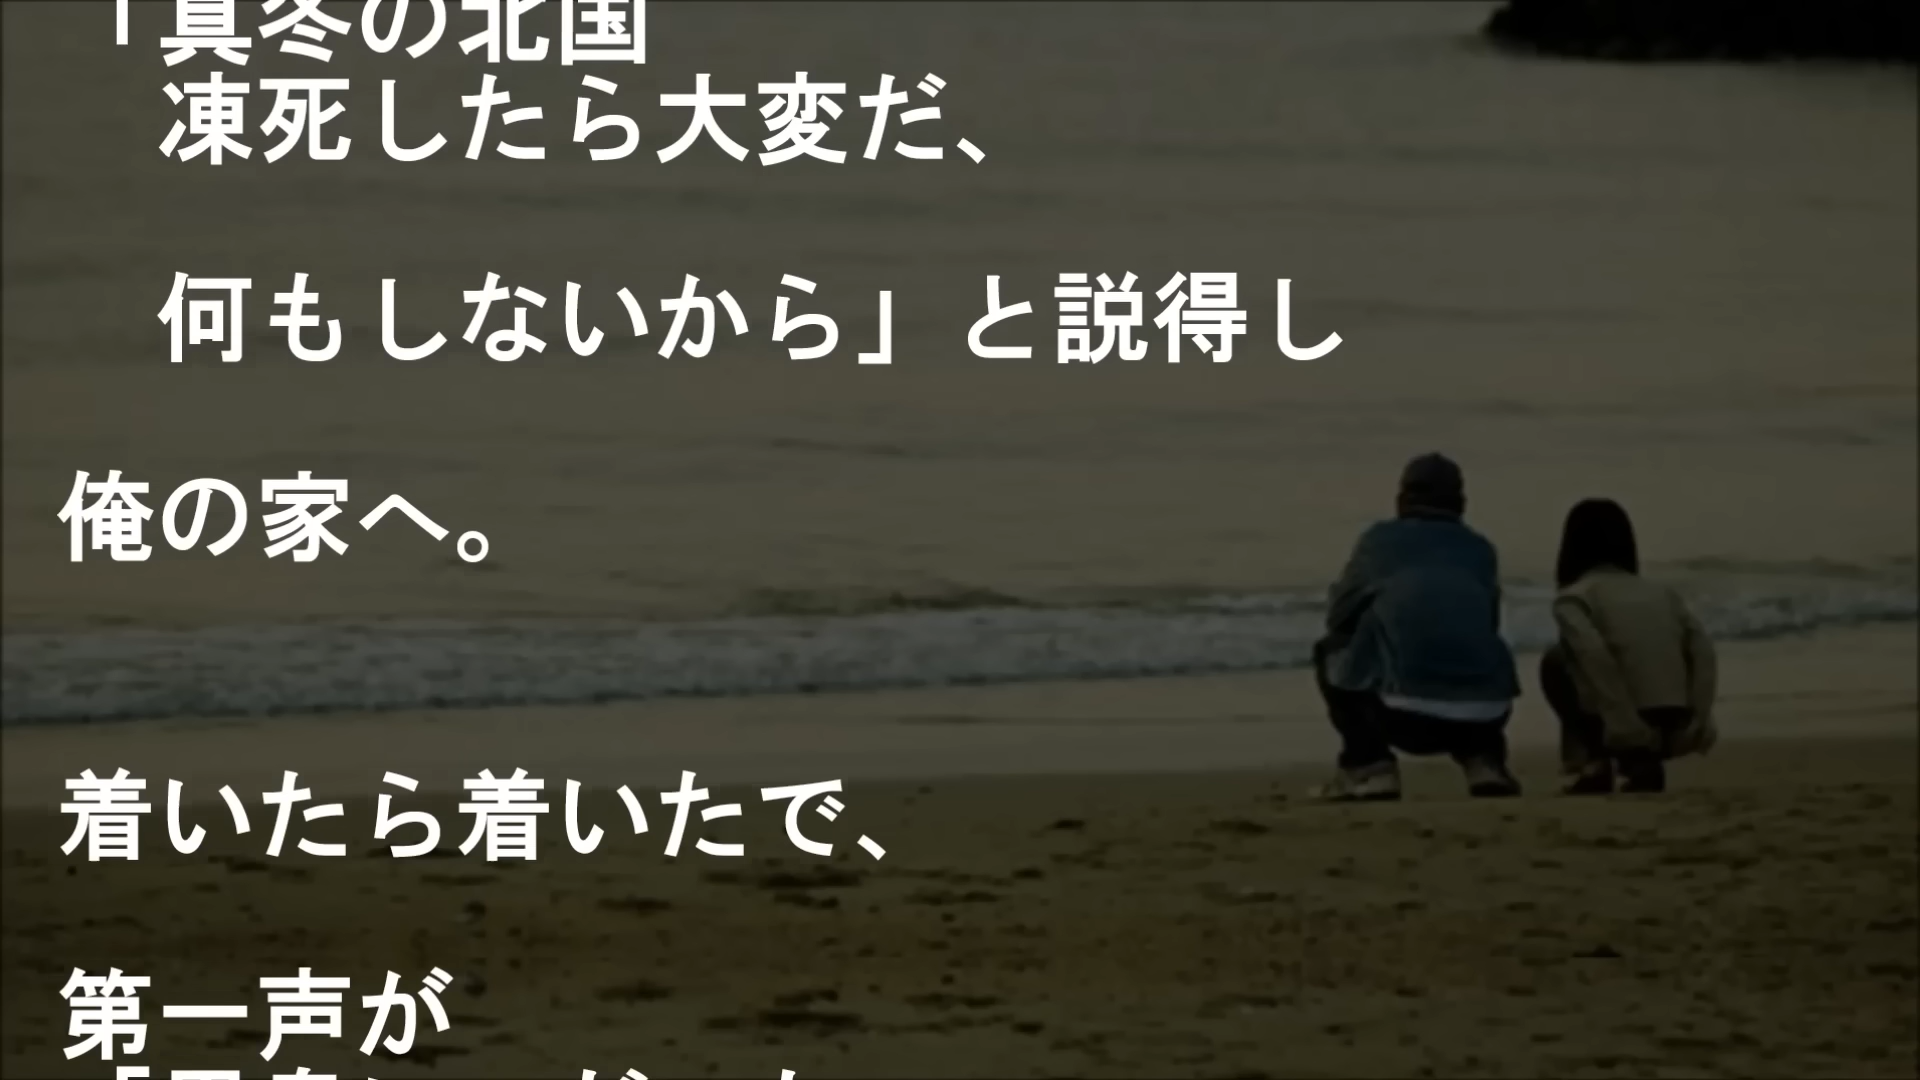 「真冬の北国
凍死したら大変だ、
何もしないから」と説得し
俺の家へ。
着いたら着いたで、
第一声が